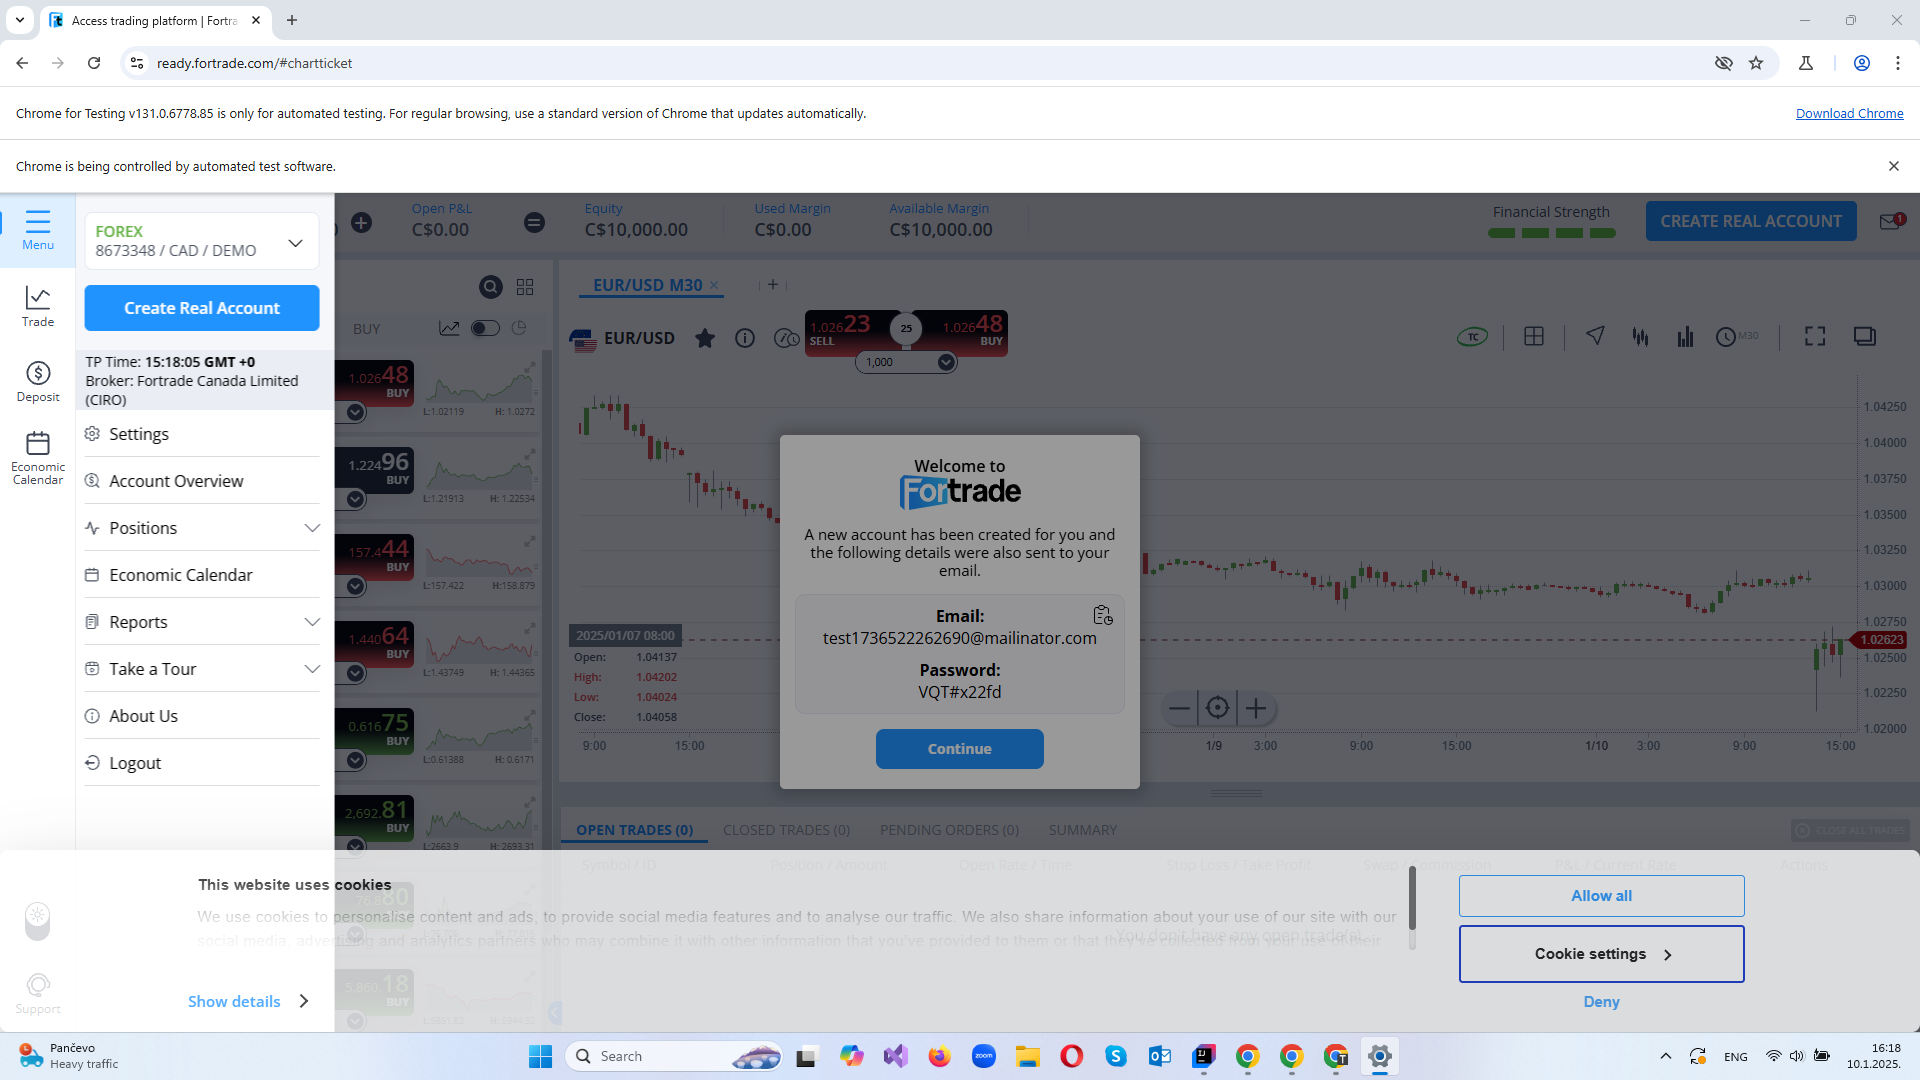 Access trading platform | Fortra
ready.fortrade.com/#chartticket
Chrome for Testing v131.0.6778.85 is only for automated testing. For regular browsing, use a standard version of Chrome that updates automatically.
Download Chrome
Chrome is being controlled by automated test software.
Menu
Trade
Deposit
Economic
Calendar
Support
FOREX
8673348 / CAD / DEMO
Create Real Account
TP Time: 15:18:05 GMT +0
Broker: Fortrade Canada Limited
(CIRO)
Settings
Account Overview
Positions
Economic Calendar
Reports
Take a Tour
About Us
Logout
Open P&L
C$0.00
Equity
C$10,000.00
Used Margin
C$0.00
Available Margin
C$10,000.00
Financial Strength
CREATE REAL ACCOUNT
1
BUY
1.02648
BUY
L:1.02119 H: 1.0272
1.22496
BUY
L:1.21913 H: 1.22534
157.444
BUY
L:157.422 H:158.879
1.44064
BUY
L:1.43749 H: 1.44365
0.61675
BUY
L:0.61388 H: 0.6171
2,692.81
BUY
L:2663.9 H: 2693.31
BUY
5,860.18
BUY
EUR/USD M30
EUR/USD
1.02623
SELL
25
1.02648
BUY
1,000
TC
M30
1.04250
1.04000
1.03750
1.03500
1.03250
1.03000
1.02750
1.02623
1.02500
1.02250
1.02000
2025/01/07 08:00
Open: 1.04137
High: 1.04202
Low: 1.04024
Close: 1.04058
9:00 15:00 1/9 3:00 9:00 15:00 1/10 3:00 9:00 15:00
Welcome to
Fortrade
A new account has been created for you and
the following details were also sent to your
email.
Email:
test1736522262690@mailinator.com
Password:
VQT#x22fd
Continue
OPEN TRADES (0) CLOSED TRADES (0) PENDING ORDERS (0) SUMMARY
CLOSE ALL TRADES
Symbol / ID Position / Amount Open Rate / Time Stop Loss / Take Profit Swap / Commission P&L / Current Rate Actions
You don't have any open trade(s).
This website uses cookies
We use cookies to personalise content and ads, to provide social media features and to analyse our traffic. We also share information about your use of our site with our
social media, advertising and analytics partners who may combine it with other information that you've provided to them or that they've collected from your use of their
Show details
Allow all
Cookie settings
Deny
Pančevo
Heavy traffic
Search
zoom
ENG
16:18
10.1.2025.